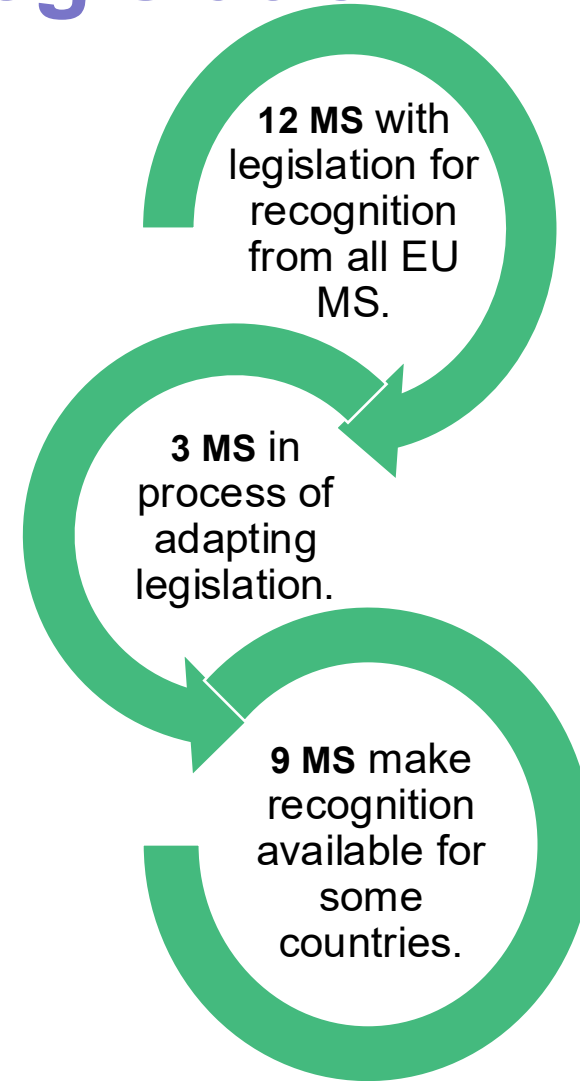 12 MS with
legislation for
recognition
from all EU
MS.
3 MS in
process of
adapting
legislation.
9 MS make
recognition
available for
some
countries.